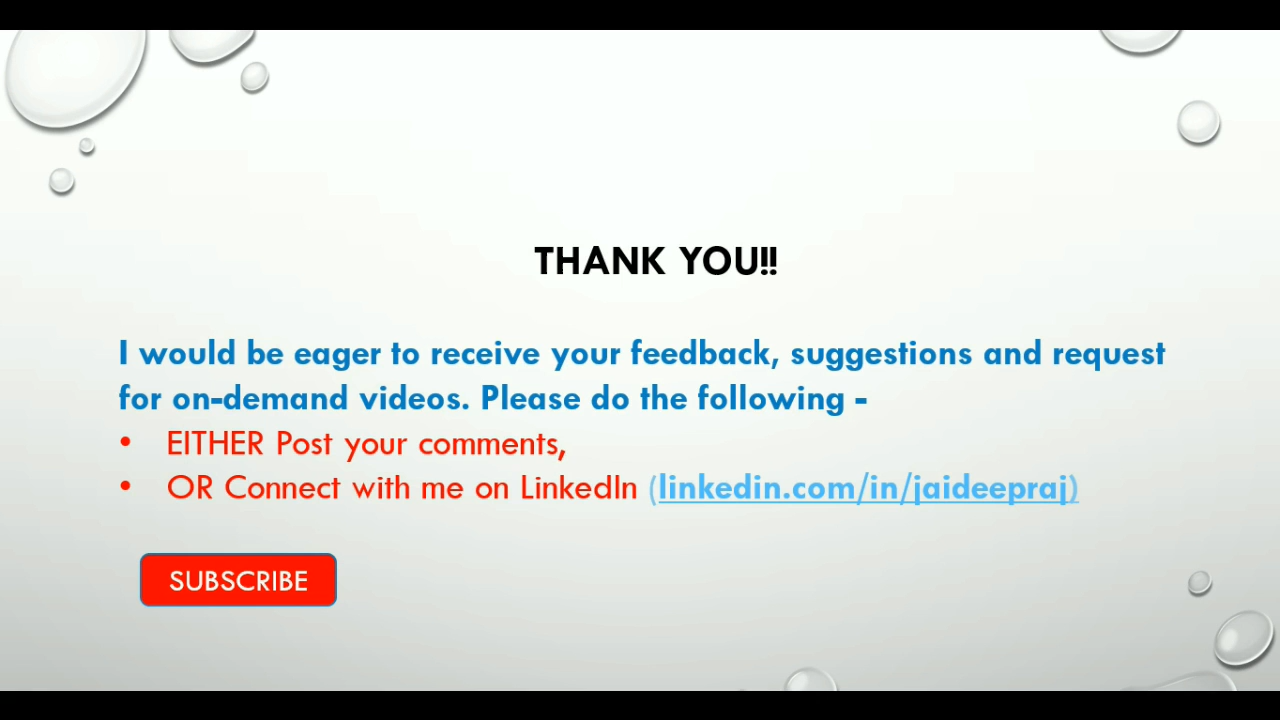 THANK YOU!!
I would be eager to receive your feedback, suggestions and request
for on-demand videos. Please do the following -
• EITHER Post your comments,
• OR Connect with me on LinkedIn (linkedin.com/in/jaideepraj)
SUBSCRIBE